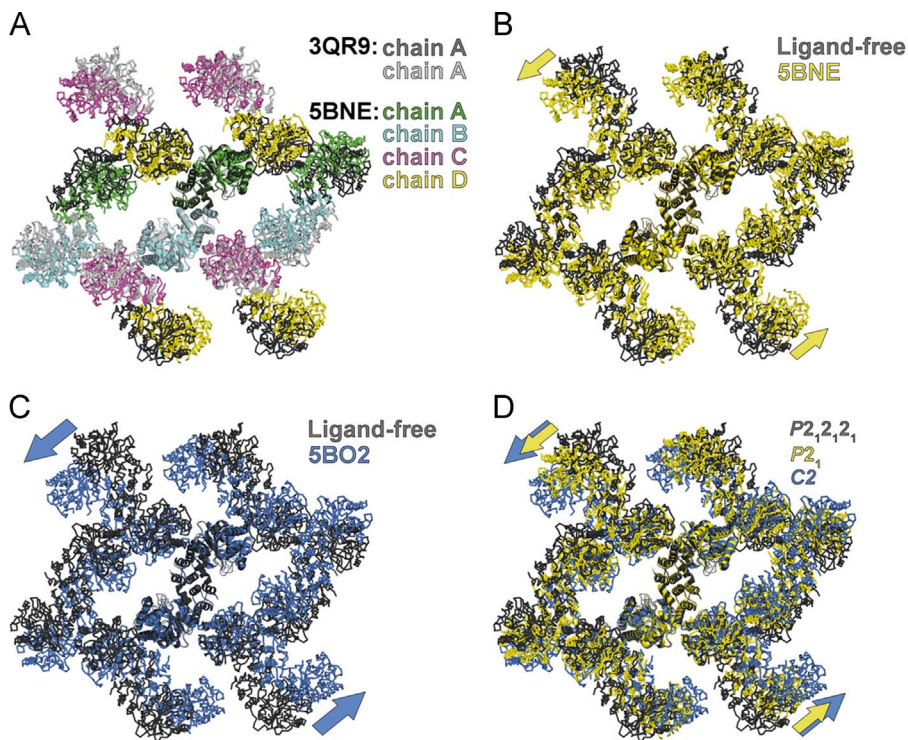 A
3QR9: chain A
chain A
5BNE: chain A
chain B
chain C
chain D
B
Ligand-free
5BNE
C
Ligand-free
5BO2
D
P2₁2₁2₁
P2₁
C2